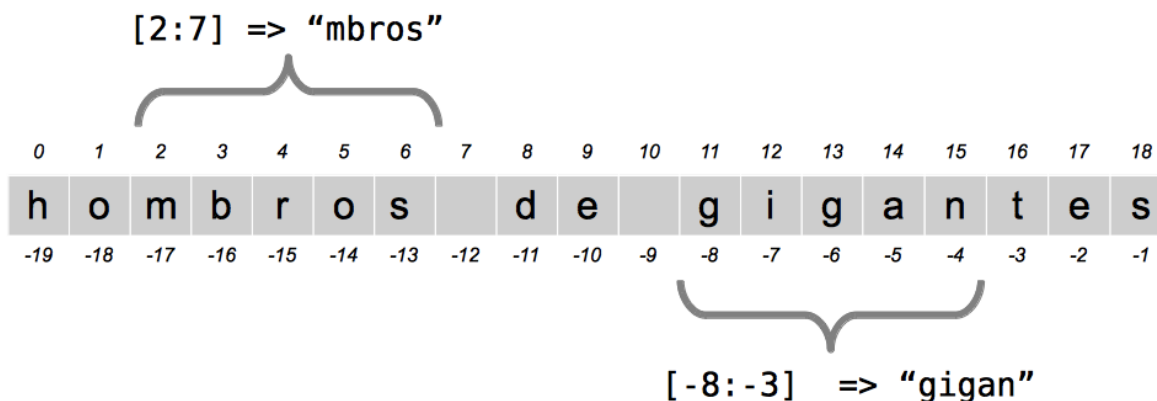 [2:7] => “mbros”
0 1 2 3 4 5 6 7 8 9 10 11 12 13 14 15 16 17 18
h o m b r o s   d e   g i g a n t e s
-19 -18 -17 -16 -15 -14 -13 -12 -11 -10 -9 -8 -7 -6 -5 -4 -3 -2 -1
[-8:-3]  => “gigan”